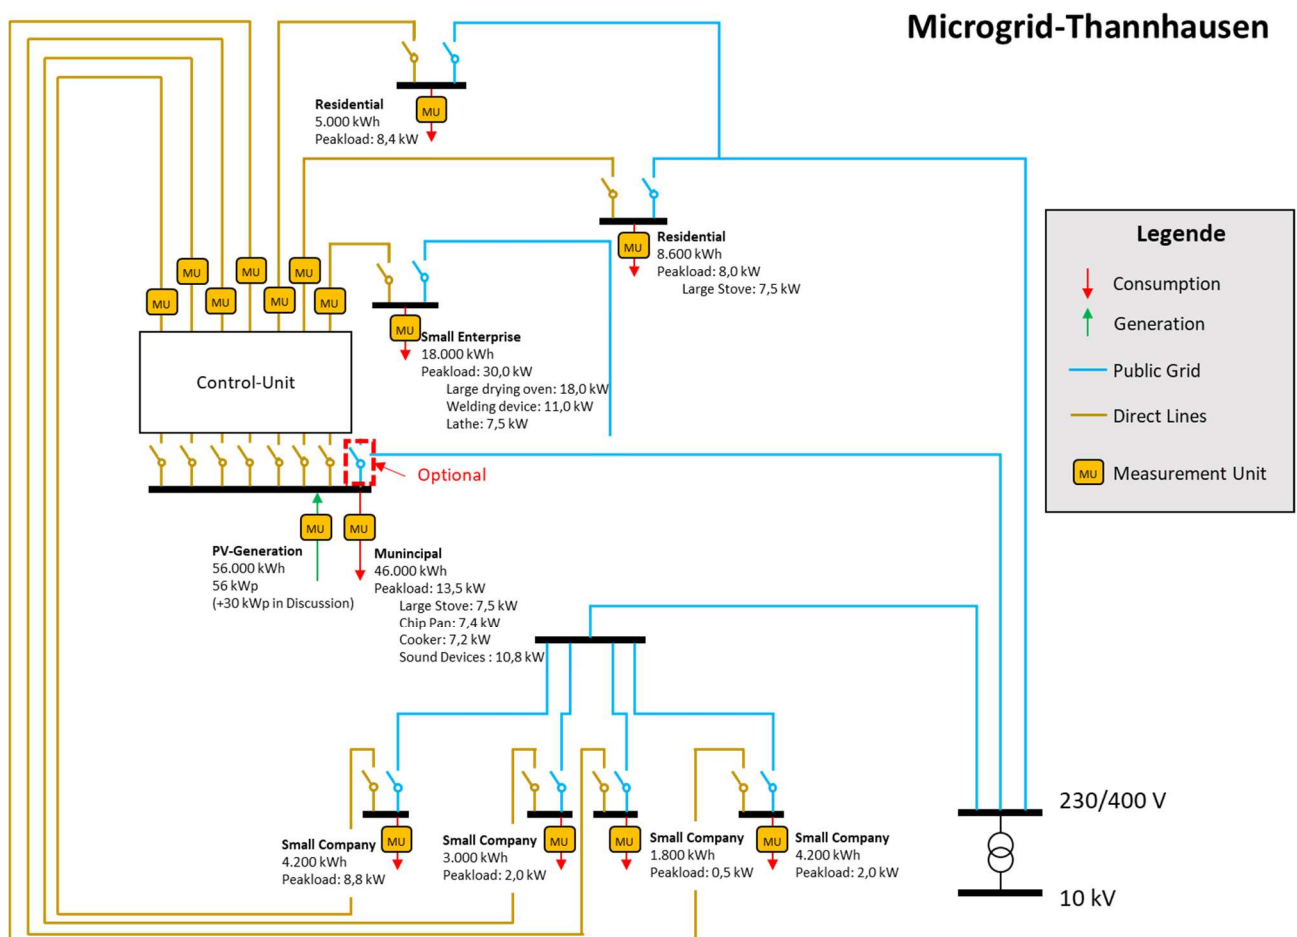 Microgrid-Thannhausen
Residential
5.000 kWh
Peakload: 8,4 kW
MU
Residential
8.600 kWh
Peakload: 8,0 kW
Large Stove: 7,5 kW
MU
Legende
Consumption
Generation
Public Grid
Direct Lines
MU
Measurement Unit
MU
MU
MU
MU
MU
MU
MU
MU
Small Enterprise
18.000 kWh
Peakload: 30,0 kW
Large drying oven: 18,0 kW
Welding device: 11,0 kW
Lathe: 7,5 kW
Control-Unit
Optional
MU
MU
PV-Generation
56.000 kWh
56 kWp
(+30 kWp in Discussion)
Munincipal
46.000 kWh
Peakload: 13,5 kW
Large Stove: 7,5 kW
Chip Pan: 7,4 kW
Cooker: 7,2 kW
Sound Devices : 10,8 kW
MU
Small Company
4.200 kWh
Peakload: 8,8 kW
MU
Small Company
3.000 kWh
Peakload: 2,0 kW
MU
Small Company
1.800 kWh
Peakload: 0,5 kW
MU
Small Company
4.200 kWh
Peakload: 2,0 kW
230/400 V
10 kV